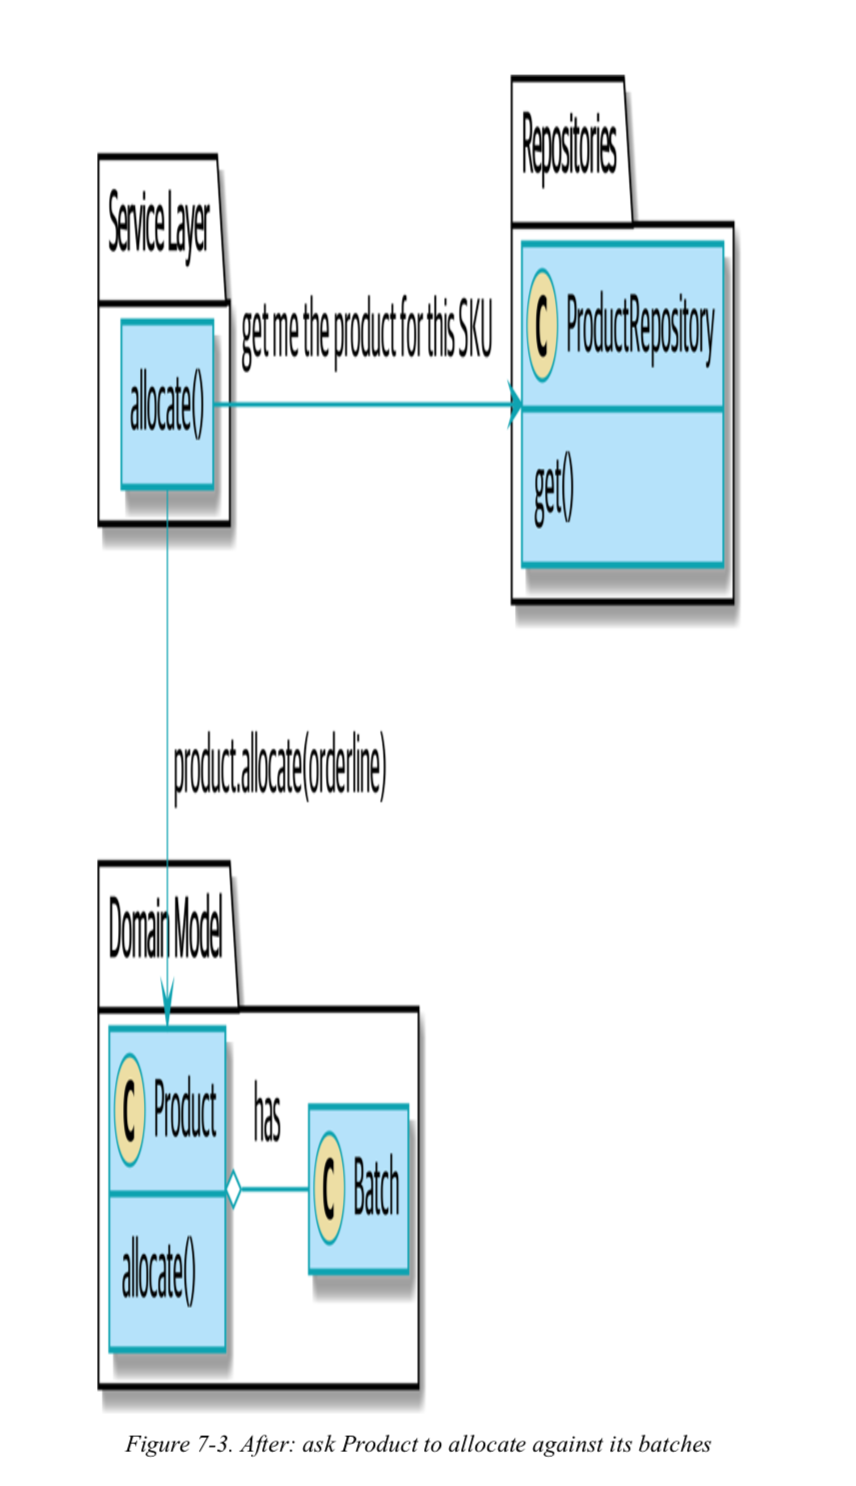 Repositories
Service Layer
get me the product for this SKU
C ProductRepository
allocate()
get()
product.allocate(orderline)
Domain Model
C Product
has
C Batch
allocate()
Figure 7-3. After: ask Product to allocate against its batches